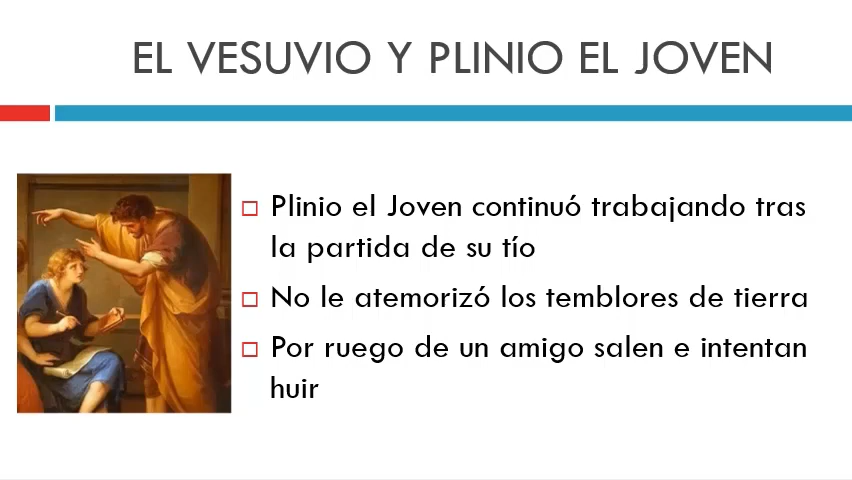 EL VESUVIO Y PLINIO EL JOVEN
Plinio el Joven continuó trabajando tras
la partida de su tío
No le atemorizó los temblores de tierra
Por ruego de un amigo salen e intentan
huir